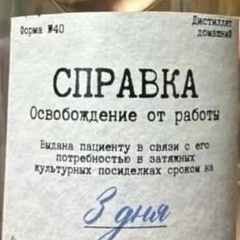 Форма №40
Дистиллят
домашний
СПРАВКА
Освобождение от работы
Выдана пациенту в связи с его
потребностью в затяжных
культурных посиделках сроком на
3 дня